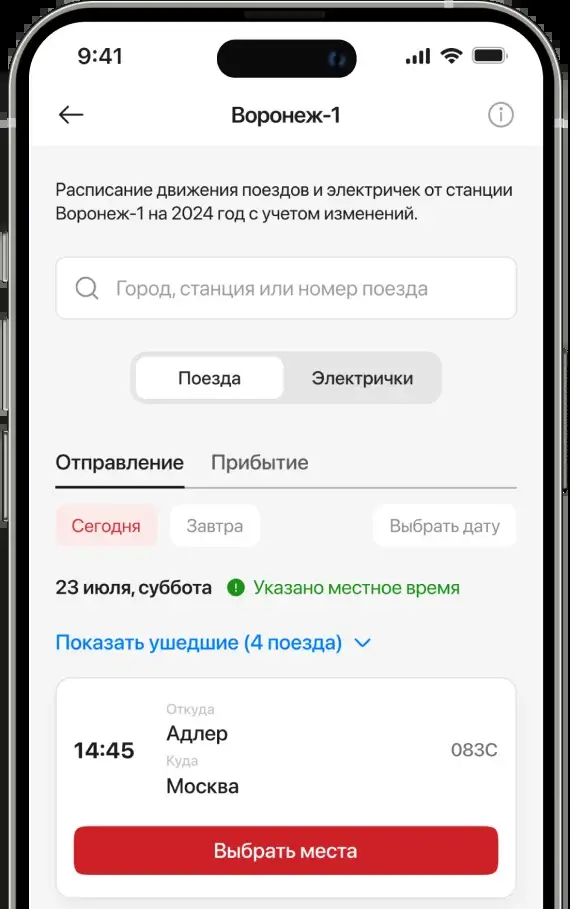 9:41
Воронеж-1
Расписание движения поездов и электричек от станции
Воронеж-1 на 2024 год с учетом изменений.
Город, станция или номер поезда
Поезда
Электрички
Отправление
Прибытие
Сегодня
Завтра
Выбрать дату
23 июля, суббота
Указано местное время
Показать ушедшие (4 поезда)
Откуда
Адлер
14:45
083С
Куда
Москва
Выбрать места